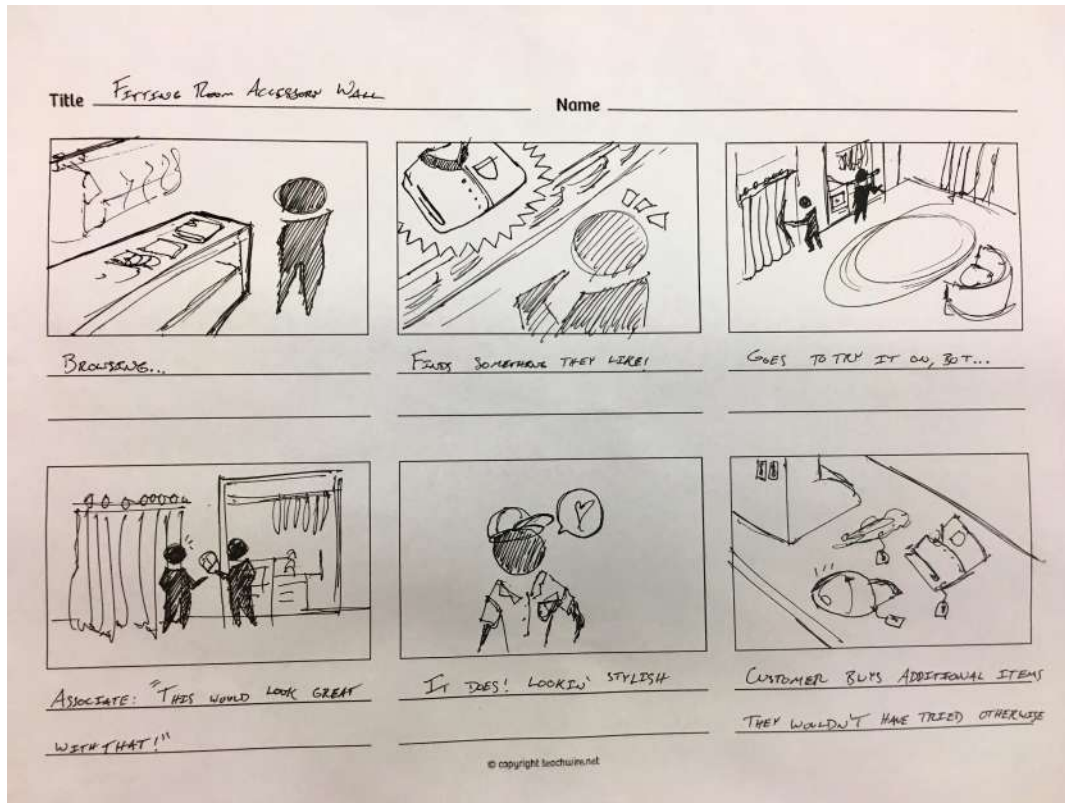 Title FITTING ROOM ACCESSORY WALL
Name
BROWSING...
FINDS SOMETHING THEY LIKE!
GOES TO TRY IT ON, BUT...
ASSOCIATE: "THIS WOULD LOOK GREAT
WITH THAT!"
IT DOES! LOOKIN' STYLISH
CUSTOMER BUYS ADDITIONAL ITEMS
THEY WOULDN'T HAVE TRIED OTHERWISE
© copyright teachwire.net